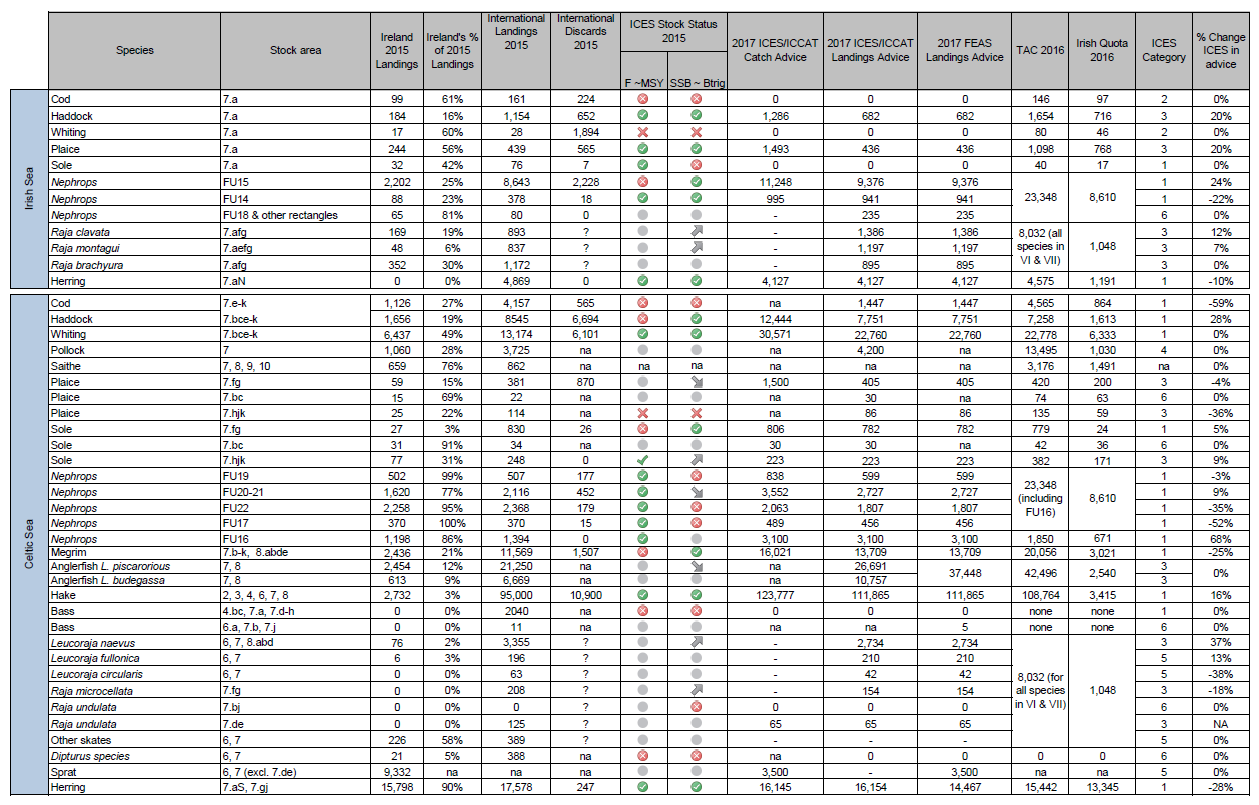 Species Stock area Ireland 2015 Landings Ireland's % of 2015 Landings International Landings 2015 International Discards 2015 ICES Stock Status 2015 F ~MSY SSB ~ Btrig 2017 ICES/ICCAT Catch Advice 2017 ICES/ICCAT Landings Advice 2017 FEAS Landings Advice TAC 2016 Irish Quota 2016 ICES Category % Change ICES in advice
Irish Sea
Cod 7.a 99 61% 161 224 0 0 0 146 97 2 0%
Haddock 7.a 184 16% 1,154 652 1,286 682 682 1,654 716 3 20%
Whiting 7.a 17 60% 28 1,894 0 0 0 80 46 2 0%
Plaice 7.a 244 56% 439 565 1,493 436 436 1,098 768 3 20%
Sole 7.a 32 42% 76 7 0 0 0 40 17 1 0%
Nephrops FU15 2,202 25% 8,643 2,228 11,248 9,376 9,376 23,348 8,610 1 24%
Nephrops FU14 88 23% 378 18 995 941 941 1 -22%
Nephrops FU18 & other rectangles 65 81% 80 0 - 235 235 6 0%
Raja clavata 7.afg 169 19% 893 ? - 1,386 1,386 8,032 (all species in VI & VII) 1,048 3 12%
Raja montagui 7.aefg 48 6% 837 ? - 1,197 1,197 3 7%
Raja brachyura 7.afg 352 30% 1,172 ? - 895 895 3 0%
Herring 7.aN 0 0% 4,869 0 4,127 4,127 4,127 4,575 1,191 1 -10%
Celtic Sea
Cod 7.e-k 1,126 27% 4,157 565 na 1,447 1,447 4,565 864 1 -59%
Haddock 7.bce-k 1,656 19% 8545 6,694 12,444 7,751 7,751 7,258 1,613 1 28%
Whiting 7.bce-k 6,437 49% 13,174 6,101 30,571 22,760 22,760 22,778 6,333 1 0%
Pollock 7 1,060 28% 3,725 na na 4,200 na 13,495 1,030 4 0%
Saithe 7, 8, 9, 10 659 76% 862 na na na 3,176 1,491 na 0%
Plaice 7.fg 59 15% 381 870 1,500 405 405 420 200 3 -4%
Plaice 7.bc 15 69% 22 na na 30 na 74 63 6 0%
Plaice 7.hjk 25 22% 114 na na 86 86 135 59 3 -36%
Sole 7.fg 27 3% 830 26 806 782 782 779 24 1 5%
Sole 7.bc 31 91% 34 na 30 30 na 42 36 6 0%
Sole 7.hjk 77 31% 248 0 223 223 223 382 171 3 9%
Nephrops FU19 502 99% 507 177 838 599 599 23,348 (including FU16) 8,610 1 -3%
Nephrops FU20-21 1,620 77% 2,116 452 3,552 2,727 2,727 1 9%
Nephrops FU22 2,258 95% 2,368 179 2,063 1,807 1,807 1 -35%
Nephrops FU17 370 100% 370 15 489 456 456 1 -52%
Nephrops FU16 1,198 86% 1,394 0 3,100 3,100 3,100 1,850 671 1 68%
Megrim 7.b-k, 8.abde 2,436 21% 11,569 1,507 16,021 13,709 13,709 20,056 3,021 1 -25%
Anglerfish L. piscarorious 7, 8 2,454 12% 21,250 na 26,691 37,448 42,496 2,540 3 0%
Anglerfish L. budegassa 7, 8 613 9% 6,669 na 10,757 3
Hake 2, 3, 4, 6, 7, 8 2,732 3% 95,000 10,900 123,777 111,865 111,865 108,764 3,415 1 16%
Bass 4.bc, 7.a, 7.d-h 0 0% 2040 na 0 0 0 none none 1 0%
Bass 6.a, 7.b, 7.j 0 0% 11 na na na 5 none none 6 0%
Leucoraja naevus 6, 7, 8.abd 76 2% 3,355 ? - 2,734 2,734 8,032 (for all species in VI & VII) 1,048 3 37%
Leucoraja fullonica 6, 7 6 3% 196 ? - 210 210 5 13%
Leucoraja circularis 6, 7 0 0% 63 ? - 42 42 5 -38%
Raja microcellata 7.fg 0 0% 208 ? - 154 154 3 -18%
Raja undulata 7.bj 0 0% 0 ? 0 0 0 6 0%
Raja undulata 7.de 0 0% 125 ? 65 65 65 3 NA
Other skates 6, 7 226 58% 389 ? - - - 5 0%
Dipturus species 6, 7 21 5% 388 na na 0 0 0 0 6 0%
Sprat 6, 7 (excl. 7.de) 9,332 na na na 3,500 - 3,500 na na 5 0%
Herring 7.aS, 7.gj 15,798 90% 17,578 247 16,145 16,154 14,467 15,442 13,345 1 -28%